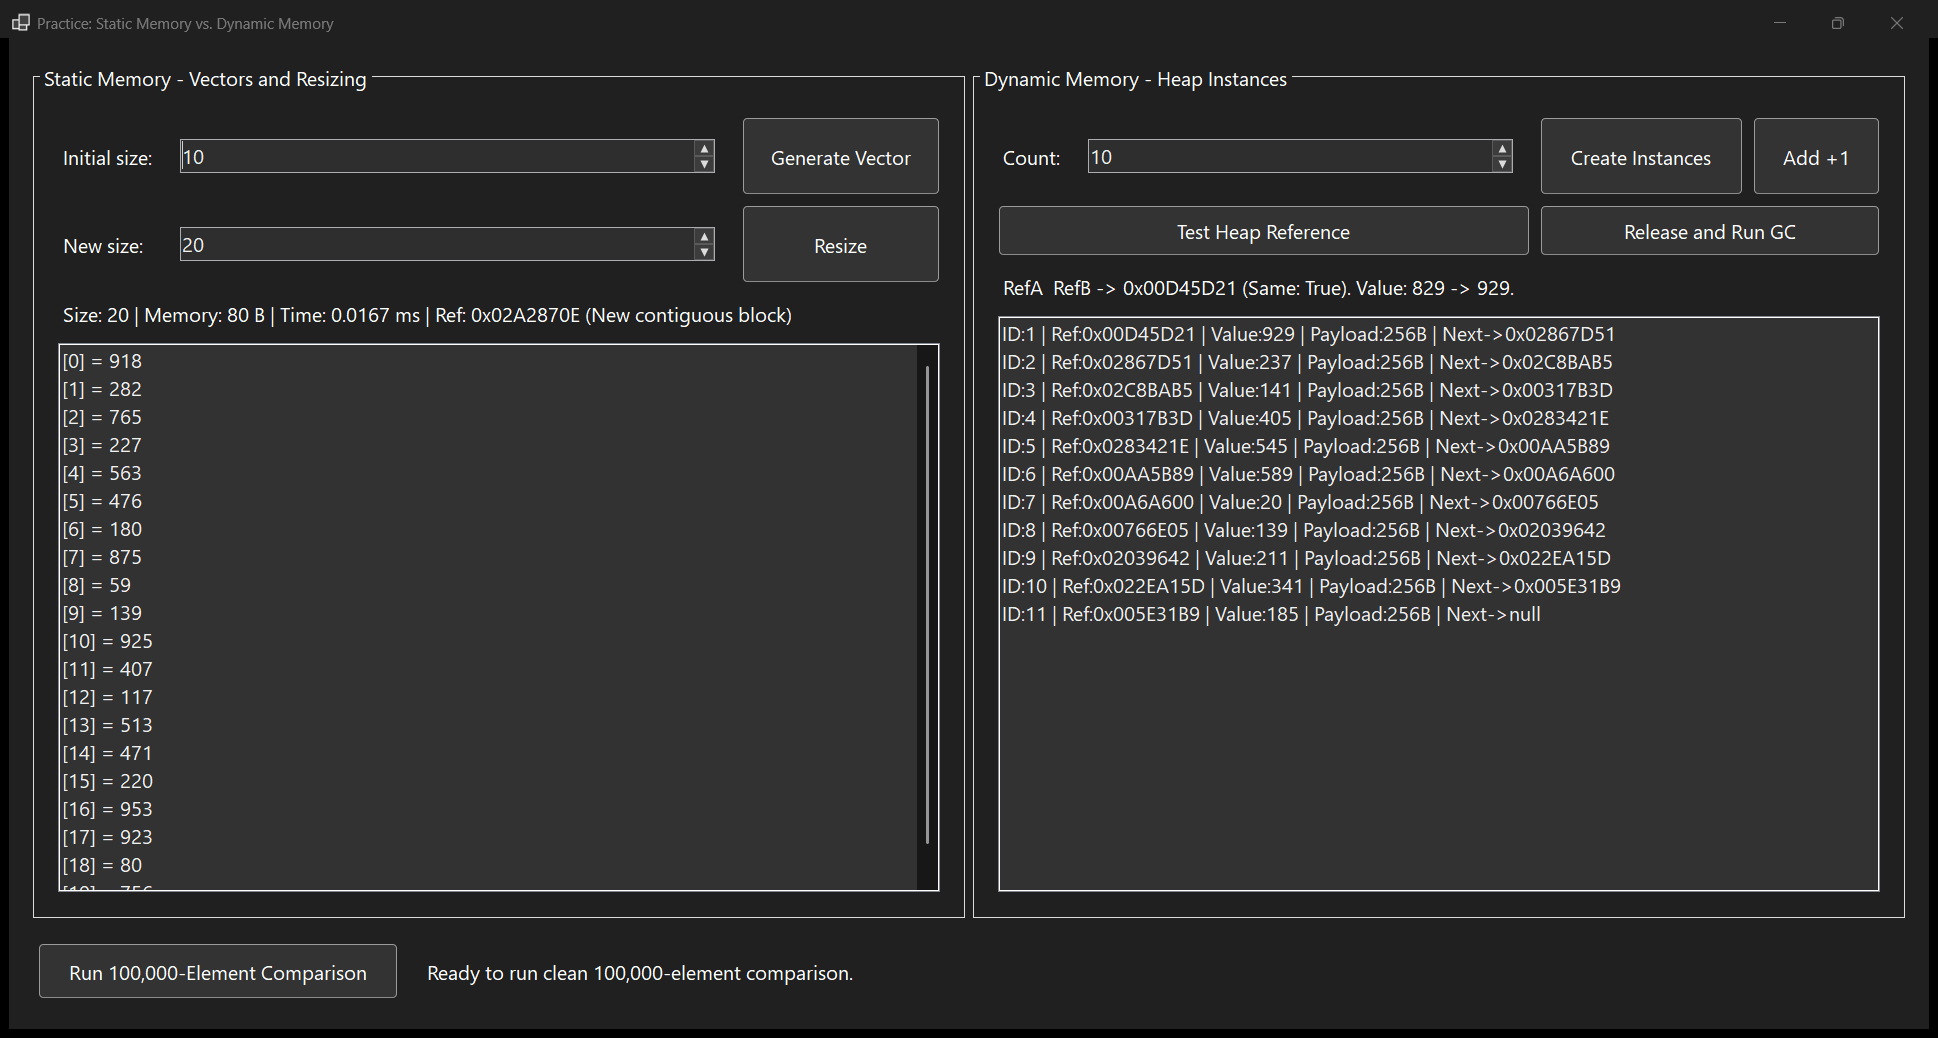 Practice: Static Memory vs. Dynamic Memory
Static Memory - Vectors and Resizing
Initial size:
10
Generate Vector
New size:
20
Resize
Size: 20 | Memory: 80 B | Time: 0.0167 ms | Ref: 0x02A2870E (New contiguous block)
[0] = 918
[1] = 282
[2] = 765
[3] = 227
[4] = 563
[5] = 476
[6] = 180
[7] = 875
[8] = 59
[9] = 139
[10] = 925
[11] = 407
[12] = 117
[13] = 513
[14] = 471
[15] = 220
[16] = 953
[17] = 923
[18] = 80
Dynamic Memory - Heap Instances
Count:
10
Create Instances
Add +1
Test Heap Reference
Release and Run GC
RefA  RefB -> 0x00D45D21 (Same: True). Value: 829 -> 929.
ID:1 | Ref:0x00D45D21 | Value:929 | Payload:256B | Next->0x02867D51
ID:2 | Ref:0x02867D51 | Value:237 | Payload:256B | Next->0x02C8BAB5
ID:3 | Ref:0x02C8BAB5 | Value:141 | Payload:256B | Next->0x00317B3D
ID:4 | Ref:0x00317B3D | Value:405 | Payload:256B | Next->0x0283421E
ID:5 | Ref:0x0283421E | Value:545 | Payload:256B | Next->0x00AA5B89
ID:6 | Ref:0x00AA5B89 | Value:589 | Payload:256B | Next->0x00A6A600
ID:7 | Ref:0x00A6A600 | Value:20 | Payload:256B | Next->0x00766E05
ID:8 | Ref:0x00766E05 | Value:139 | Payload:256B | Next->0x02039642
ID:9 | Ref:0x02039642 | Value:211 | Payload:256B | Next->0x022EA15D
ID:10 | Ref:0x022EA15D | Value:341 | Payload:256B | Next->0x005E31B9
ID:11 | Ref:0x005E31B9 | Value:185 | Payload:256B | Next->null
Run 100,000-Element Comparison
Ready to run clean 100,000-element comparison.